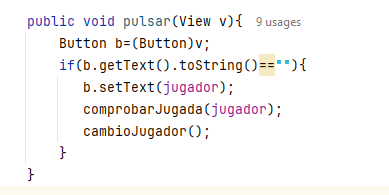 public void pulsar(View v){ 9 usages
Button b=(Button)v;
if(b.getText().toString()==""){
b.setText(jugador);
comprobarJugada(jugador);
cambioJugador();
}
}